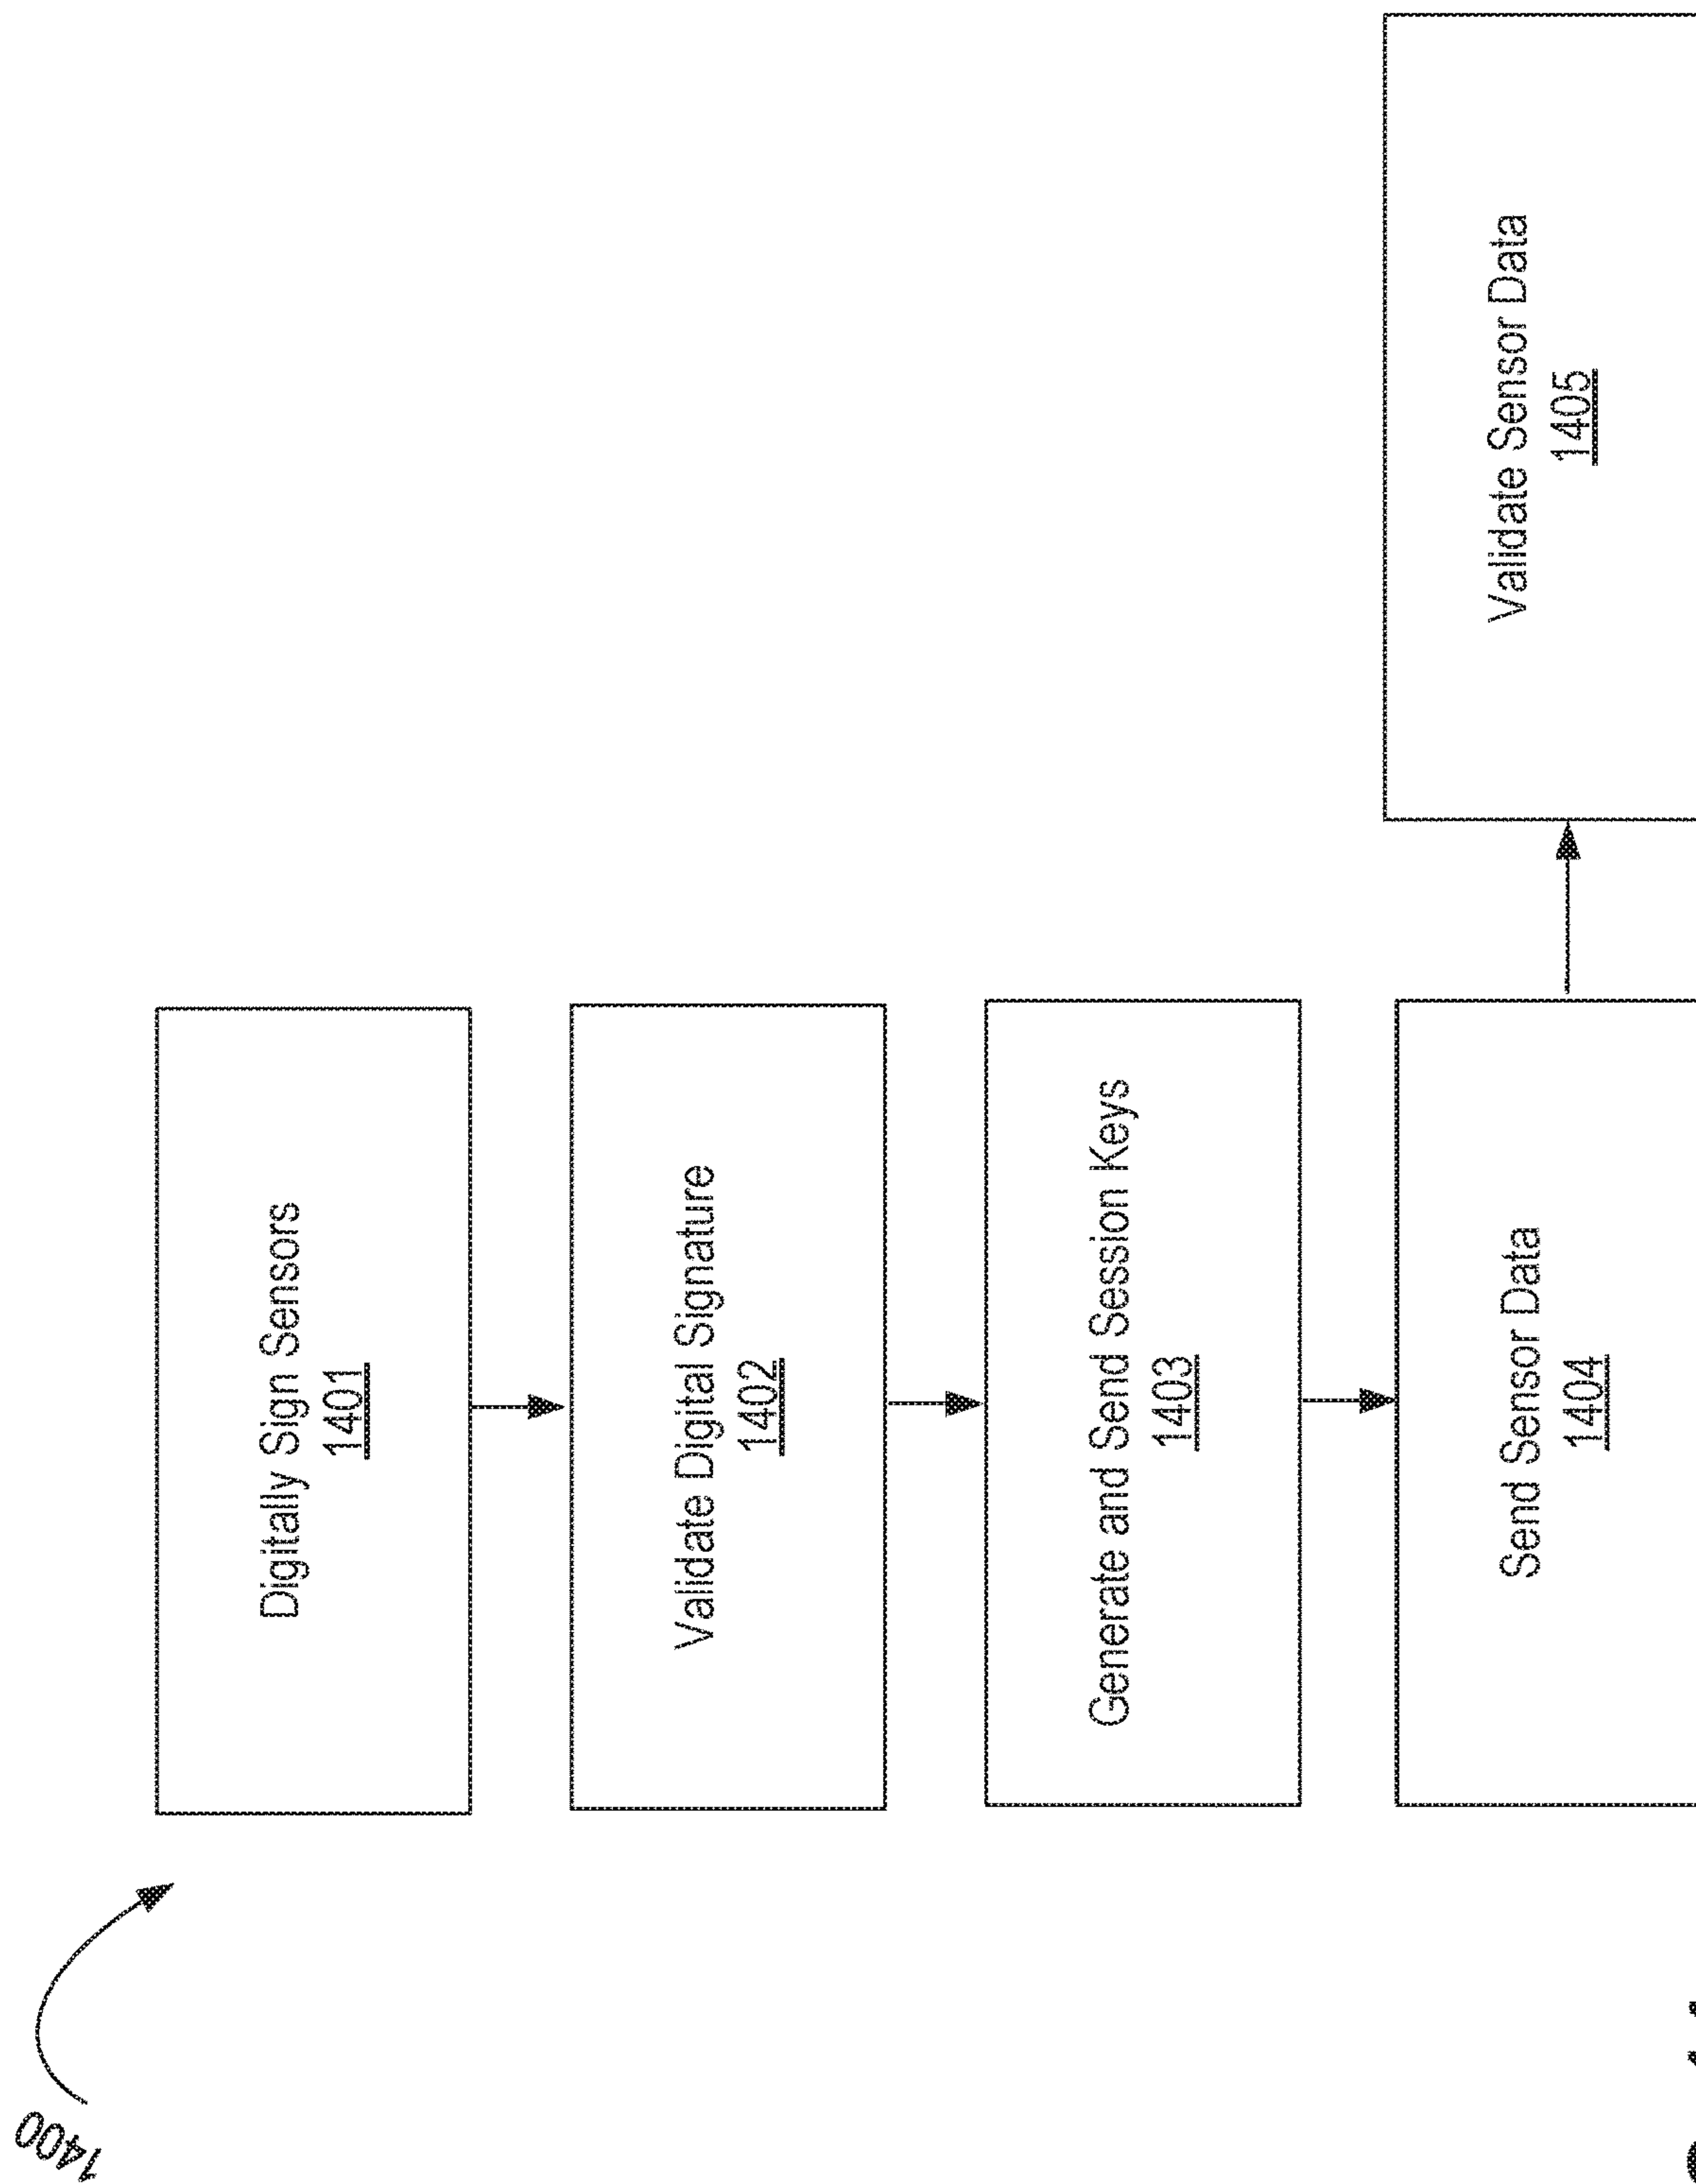 1400
Digitally Sign Sensors
1401
Validate Digital Signature
1402
Generate and Send Session Keys
1403
Send Sensor Data
1404
Validate Sensor Data
1405